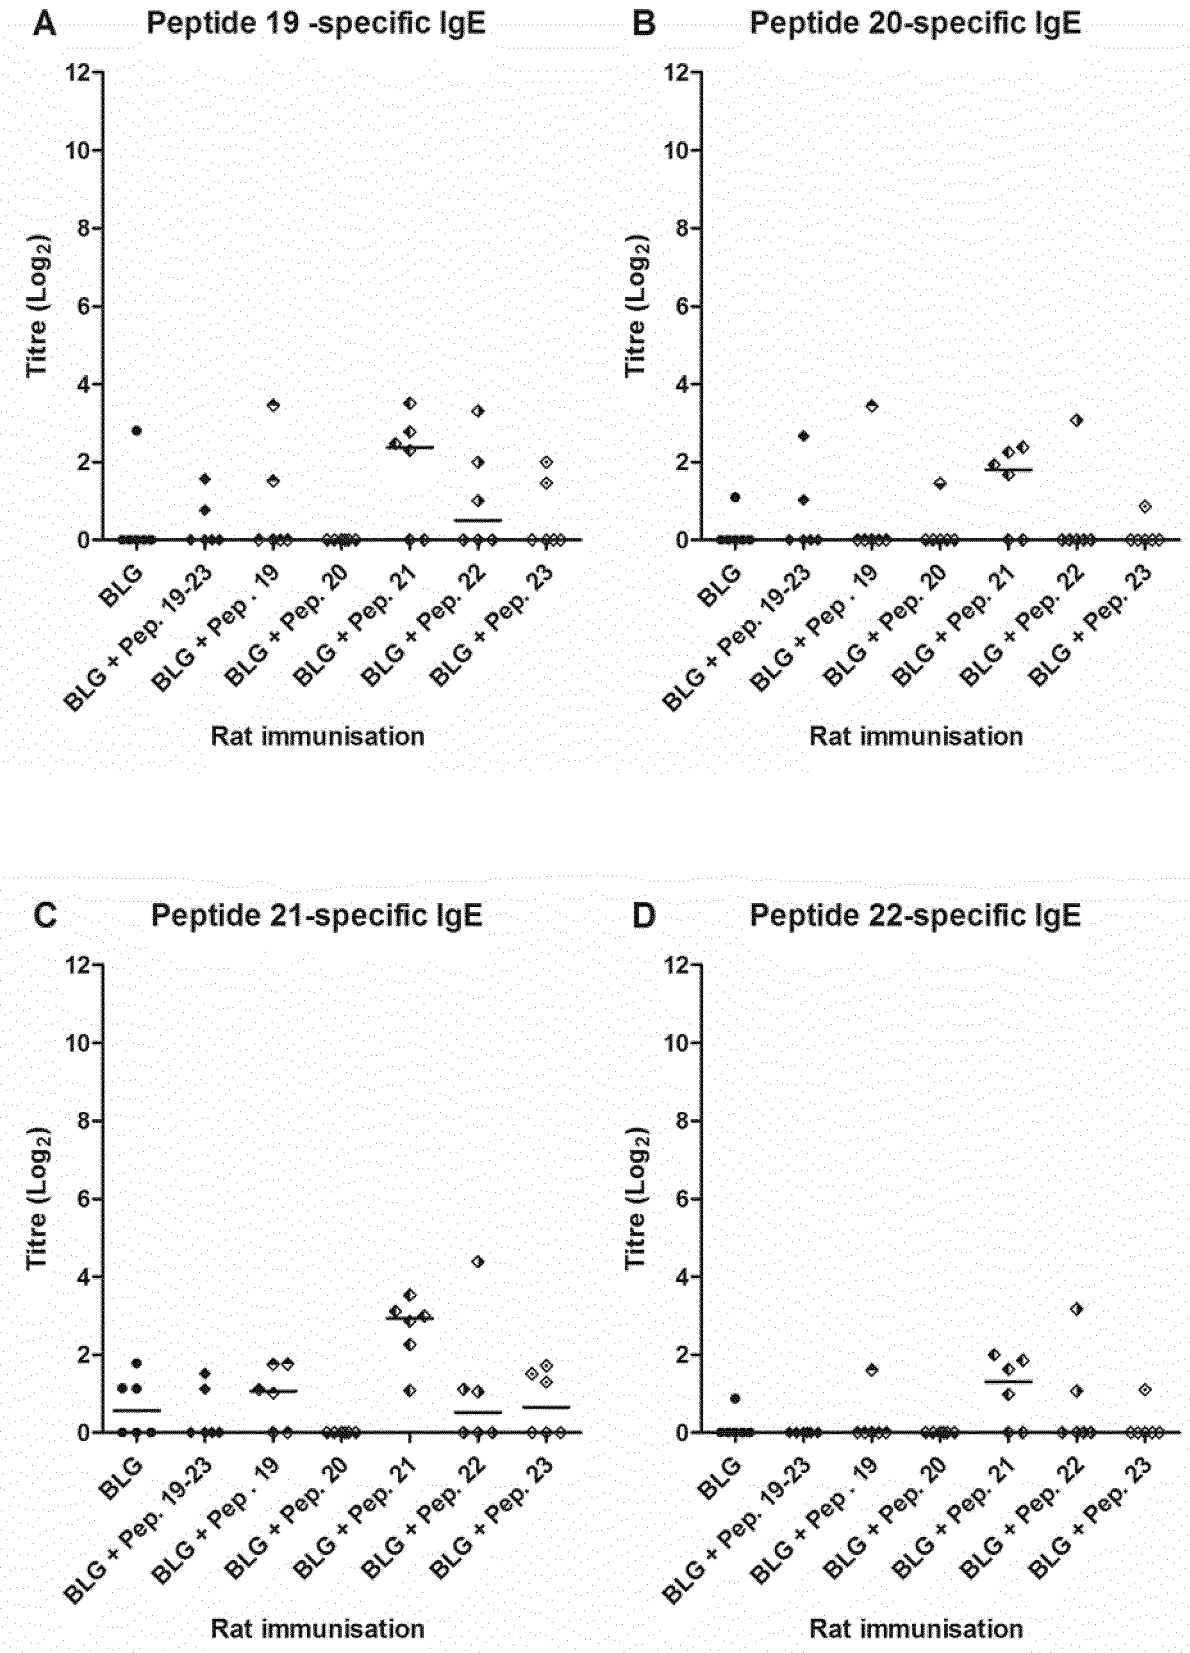 A Peptide 19 -specific IgE
12
10
8
6
4
2
0
Titre (Log2)
BLG
BLG + Pep. 19-23
BLG + Pep . 19
BLG + Pep. 20
BLG + Pep. 21
BLG + Pep. 22
BLG + Pep. 23
Rat immunisation
B Peptide 20-specific IgE
12
10
8
6
4
2
0
Titre (Log2)
BLG
BLG + Pep. 19-23
BLG + Pep . 19
BLG + Pep. 20
BLG + Pep. 21
BLG + Pep. 22
BLG + Pep. 23
Rat immunisation
C Peptide 21-specific IgE
12
10
8
6
4
2
0
Titre (Log2)
BLG
BLG + Pep. 19-23
BLG + Pep . 19
BLG + Pep. 20
BLG + Pep. 21
BLG + Pep. 22
BLG + Pep. 23
Rat immunisation
D Peptide 22-specific IgE
12
10
8
6
4
2
0
Titre (Log2)
BLG
BLG + Pep. 19-23
BLG + Pep . 19
BLG + Pep. 20
BLG + Pep. 21
BLG + Pep. 22
BLG + Pep. 23
Rat immunisation